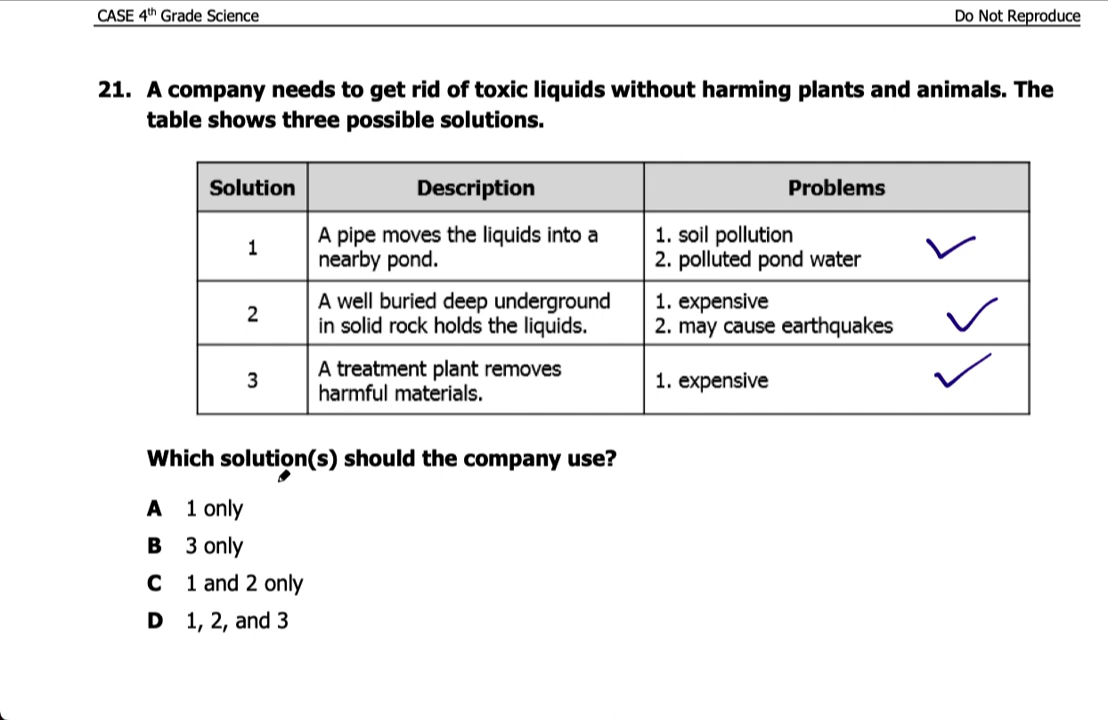 CASE 4th Grade Science
Do Not Reproduce
21. A company needs to get rid of toxic liquids without harming plants and animals. The
table shows three possible solutions.
Solution Description Problems
1
A pipe moves the liquids into a
nearby pond.
1. soil pollution
2. polluted pond water
2
A well buried deep underground
in solid rock holds the liquids.
1. expensive
2. may cause earthquakes
3
A treatment plant removes
harmful materials.
1. expensive
Which solution(s) should the company use?
A 1 only
B 3 only
C 1 and 2 only
D 1, 2, and 3